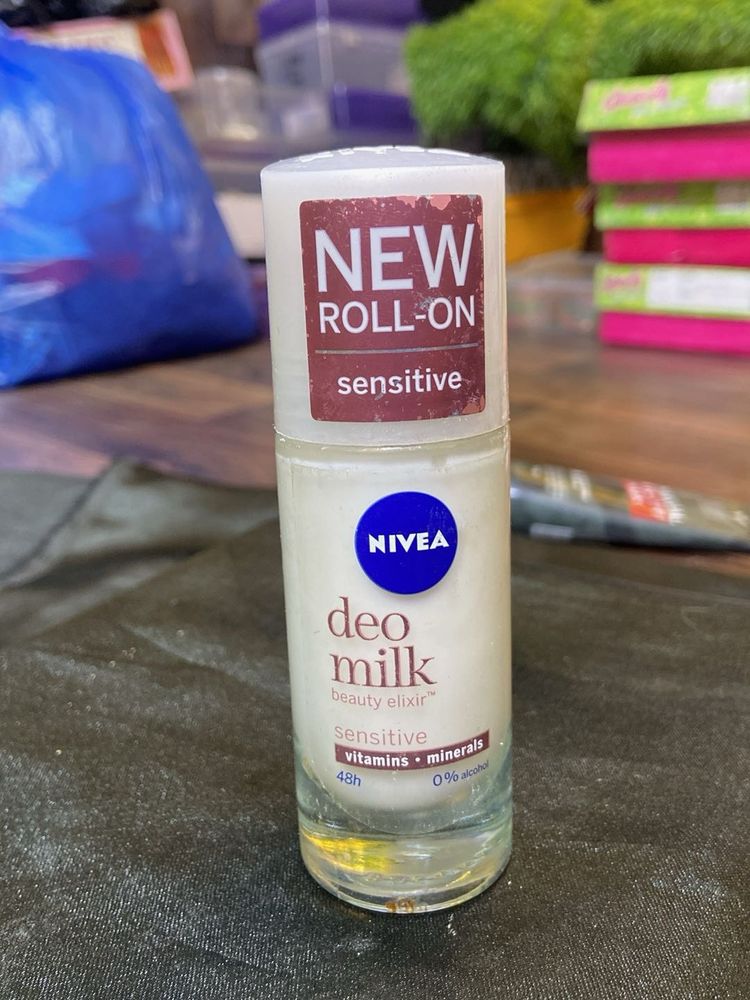 NEW
ROLL-ON
sensitive
NIVEA
deo
milk
beauty elixir™
sensitive
vitamins • minerals
48h
0% alcohol